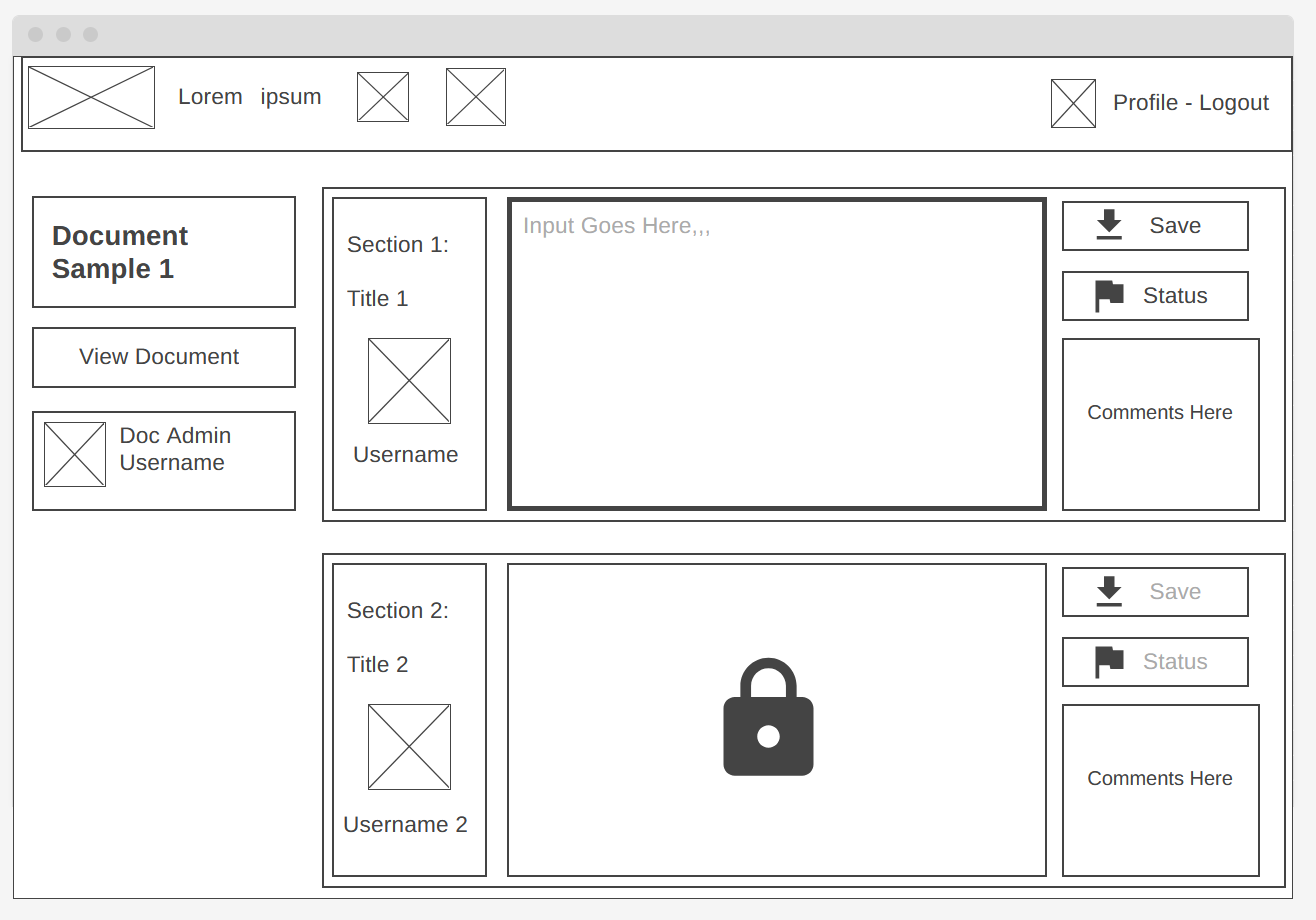 Lorem ipsum
Profile - Logout
Document
Sample 1
View Document
Doc Admin
Username
Section 1:
Title 1
Username
Input Goes Here,,,
Save
Status
Comments Here
Section 2:
Title 2
Username 2
Save
Status
Comments Here